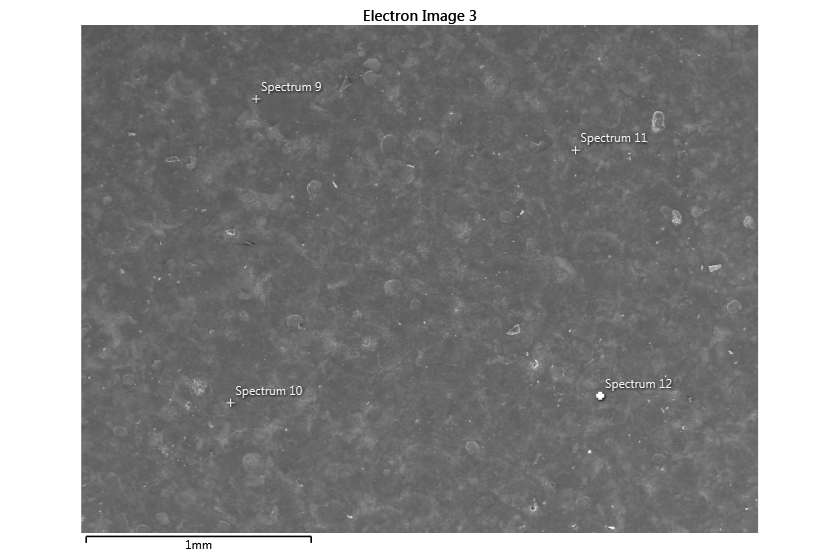 Electron Image 3
Spectrum 9
Spectrum 11
Spectrum 12
Spectrum 10
1mm